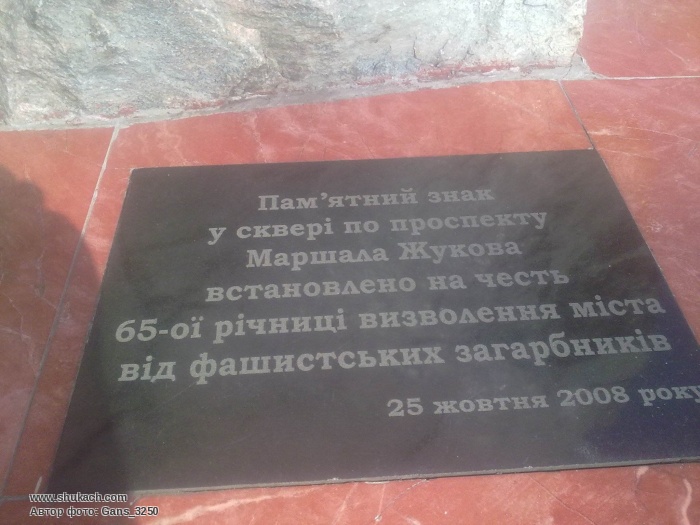 Пам'ятний знак
у сквері по проспекту
Маршала Жукова
встановлено на честь
65-ої річниці визволення міста
від фашистських загарбників
25 жовтня 2008 року
www.shukach.com
Автор фото: Gans_3250